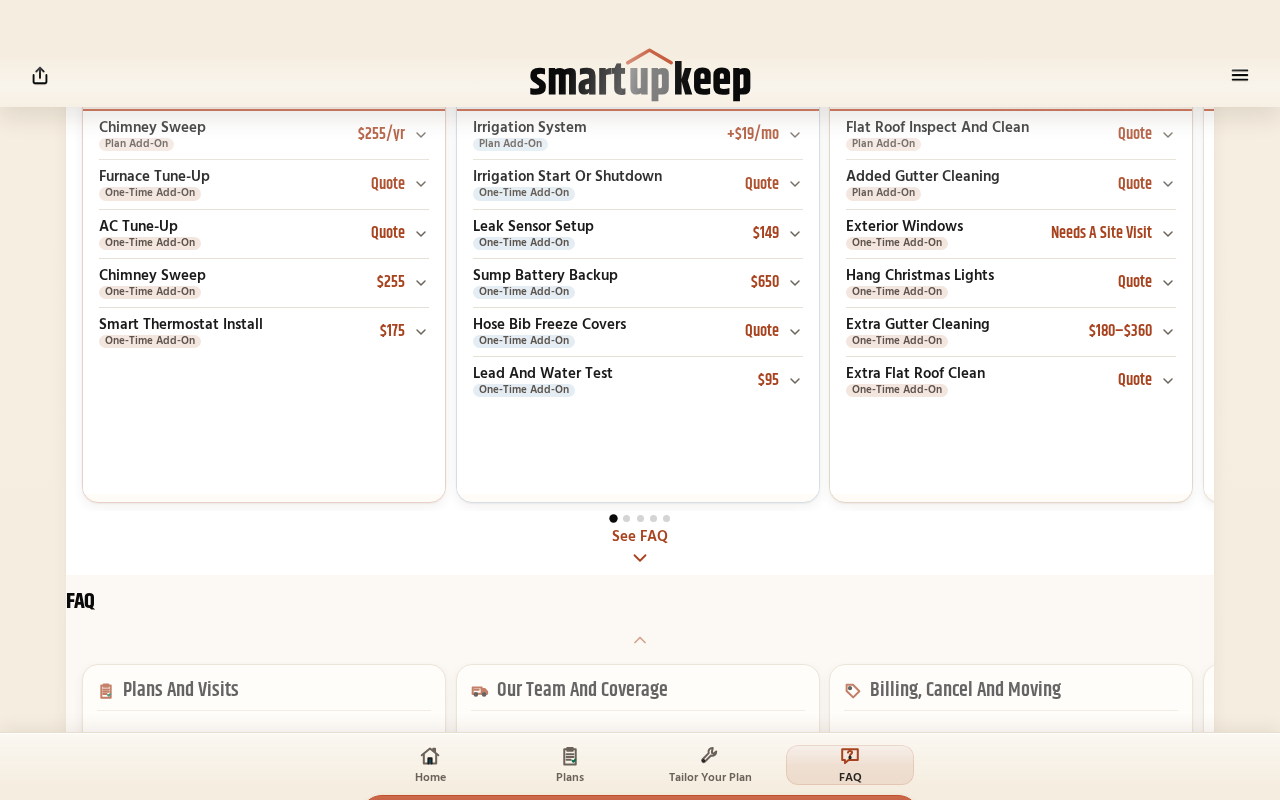 smartupkeep
Chimney Sweep
$255/yr
Plan Add-On
Furnace Tune-Up
Quote
One-Time Add-On
AC Tune-Up
Quote
One-Time Add-On
Chimney Sweep
$255
One-Time Add-On
Smart Thermostat Install
$175
One-Time Add-On
Irrigation System
+$19/mo
Plan Add-On
Irrigation Start Or Shutdown
Quote
One-Time Add-On
Leak Sensor Setup
$149
One-Time Add-On
Sump Battery Backup
$650
One-Time Add-On
Hose Bib Freeze Covers
Quote
One-Time Add-On
Lead And Water Test
$95
One-Time Add-On
Flat Roof Inspect And Clean
Quote
Plan Add-On
Added Gutter Cleaning
Quote
Plan Add-On
Exterior Windows
Needs A Site Visit
One-Time Add-On
Hang Christmas Lights
Quote
One-Time Add-On
Extra Gutter Cleaning
$180–$360
One-Time Add-On
Extra Flat Roof Clean
Quote
One-Time Add-On
See FAQ
FAQ
Plans And Visits
Our Team And Coverage
Billing, Cancel And Moving
Home
Plans
Tailor Your Plan
FAQ